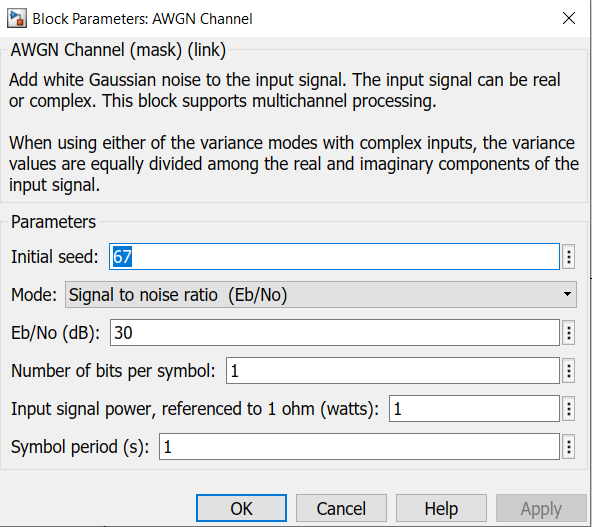 Block Parameters: AWGN Channel
AWGN Channel (mask) (link)
Add white Gaussian noise to the input signal. The input signal can be real
or complex. This block supports multichannel processing.
When using either of the variance modes with complex inputs, the variance
values are equally divided among the real and imaginary components of the
input signal.
Parameters
Initial seed: 67
Mode: Signal to noise ratio (Eb/No)
Eb/No (dB): 30
Number of bits per symbol: 1
Input signal power, referenced to 1 ohm (watts): 1
Symbol period (s): 1
OK Cancel Help Apply